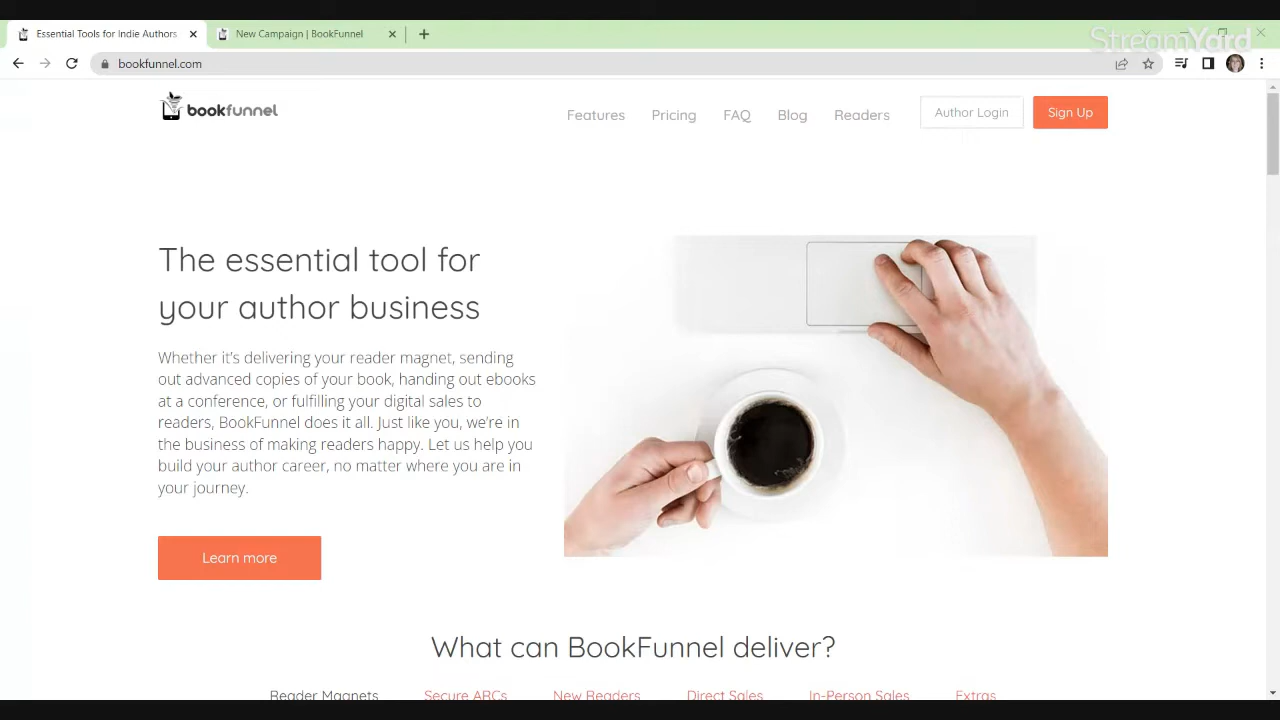 Essential Tools for Indie Authors
New Campaign | BookFunnel
StreamYard
bookfunnel.com
bookfunnel
Features
Pricing
FAQ
Blog
Readers
Author Login
Sign Up
The essential tool for
your author business
Whether it's delivering your reader magnet, sending
out advanced copies of your book, handing out ebooks
at a conference, or fulfilling your digital sales to
readers, BookFunnel does it all. Just like you, we're in
the business of making readers happy. Let us help you
build your author career, no matter where you are in
your journey.
Learn more
What can BookFunnel deliver?
Reader Magnets
Secure ARCs
New Readers
Direct Sales
In-Person Sales
Extras